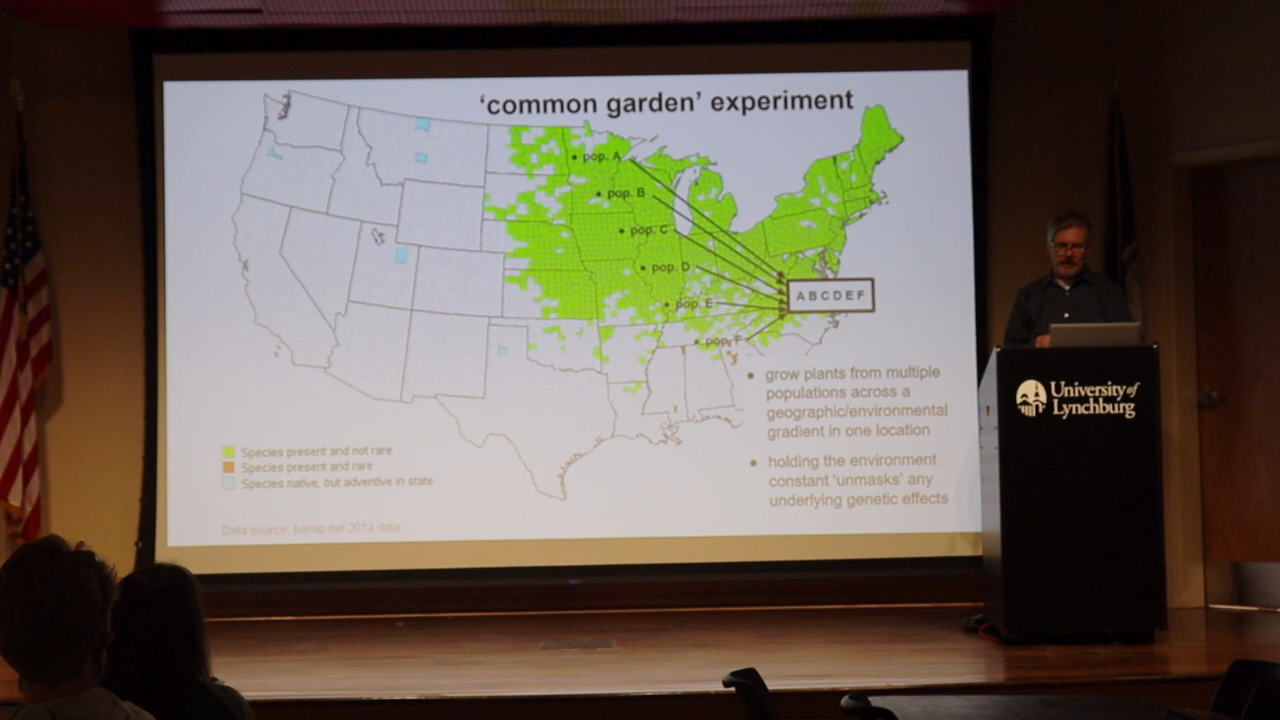 ‘common garden’ experiment
pop. A
pop. B
pop. C
pop. D
pop. E
pop. F
A B C D E F
• grow plants from multiple
populations across a
geographic/environmental
gradient in one location
• holding the environment
constant ‘unmasks’ any
underlying genetic effects
Species present and not rare
Species present and rare
Species native, but adventive in state
Data source: bonap.net 2014 data
University of
Lynchburg